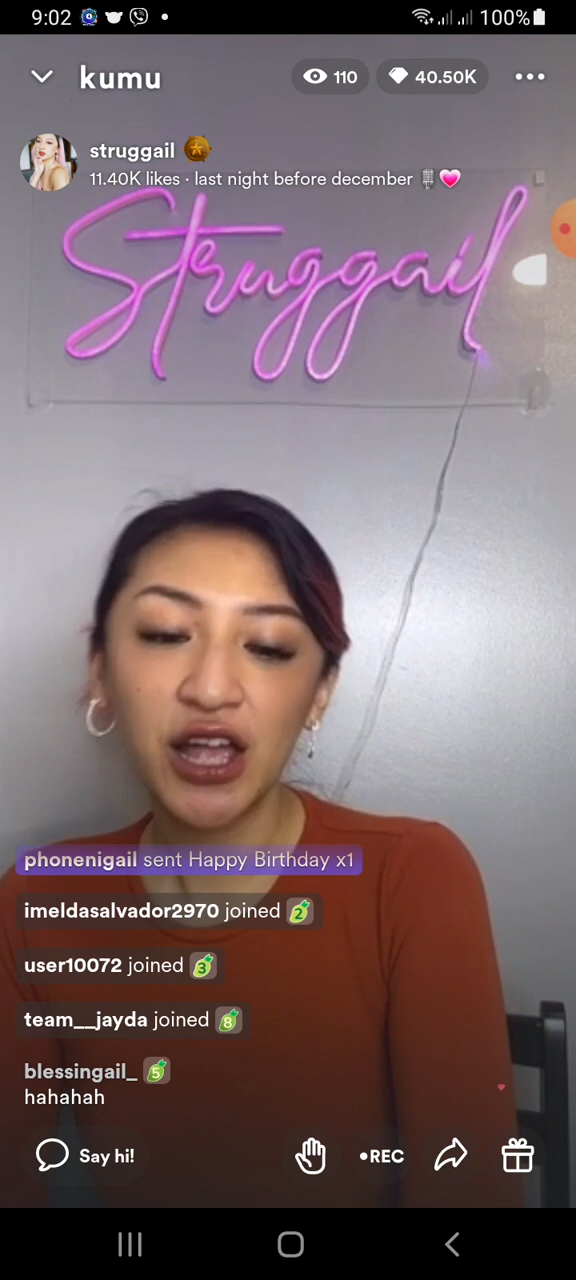 9:02
100%
kumu
110
40.50K
struggail
11.40K likes · last night before december
Struggail
phonenigail sent Happy Birthday x1
imeldasalvador2970 joined 2
user10072 joined 3
team__jayda joined 8
blessingail_ 5
hahahah
Say hi!
•REC